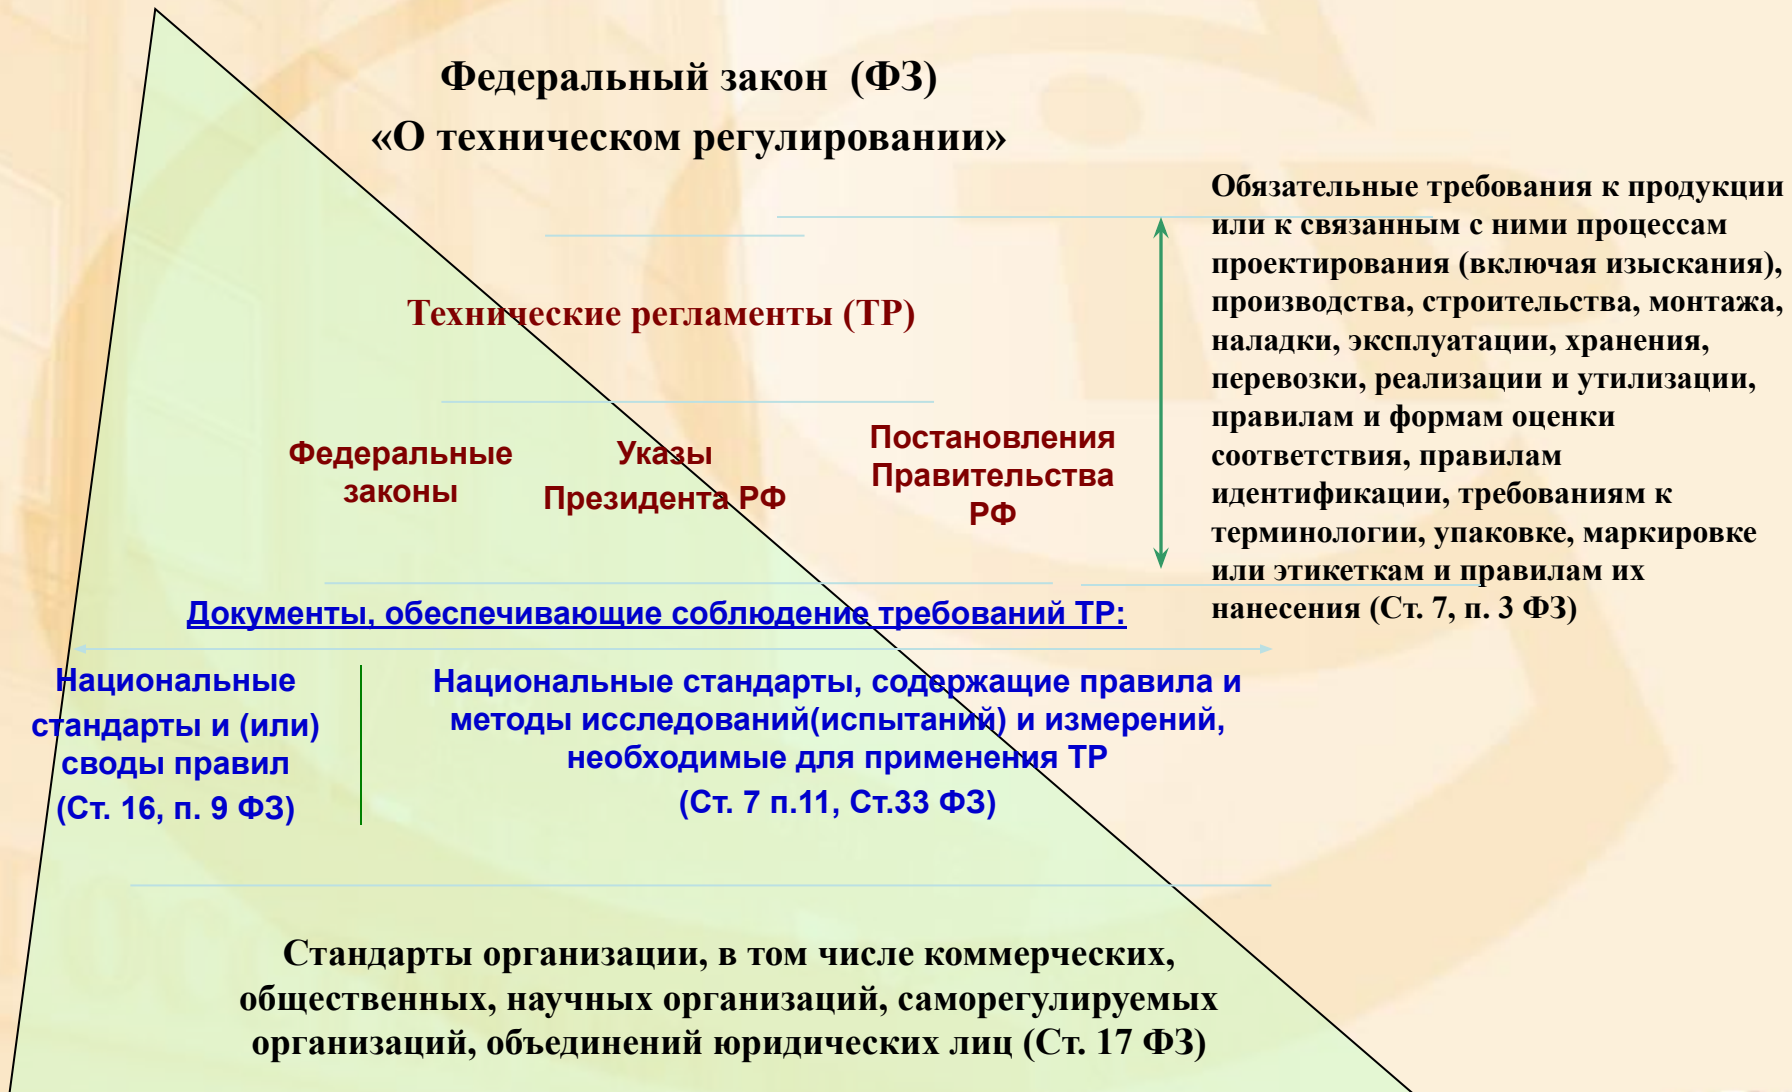 Федеральный закон (ФЗ)
«О техническом регулировании»
Обязательные требования к продукции
или к связанным с ними процессам
проектирования (включая изыскания),
производства, строительства, монтажа,
наладки, эксплуатации, хранения,
перевозки, реализации и утилизации,
правилам и формам оценки
соответствия, правилам
идентификации, требованиям к
терминологии, упаковке, маркировке
или этикеткам и правилам их
нанесения (Ст. 7, п. 3 ФЗ)
Технические регламенты (ТР)
Федеральные
законы
Указы
Президента РФ
Постановления
Правительства
РФ
Документы, обеспечивающие соблюдение требований ТР:
Национальные
стандарты и (или)
своды правил
(Ст. 16, п. 9 ФЗ)
Национальные стандарты, содержащие правила и
методы исследований(испытаний) и измерений,
необходимые для применения ТР
(Ст. 7 п.11, Ст.33 ФЗ)
Стандарты организации, в том числе коммерческих,
общественных, научных организаций, саморегулируемых
организаций, объединений юридических лиц (Ст. 17 ФЗ)